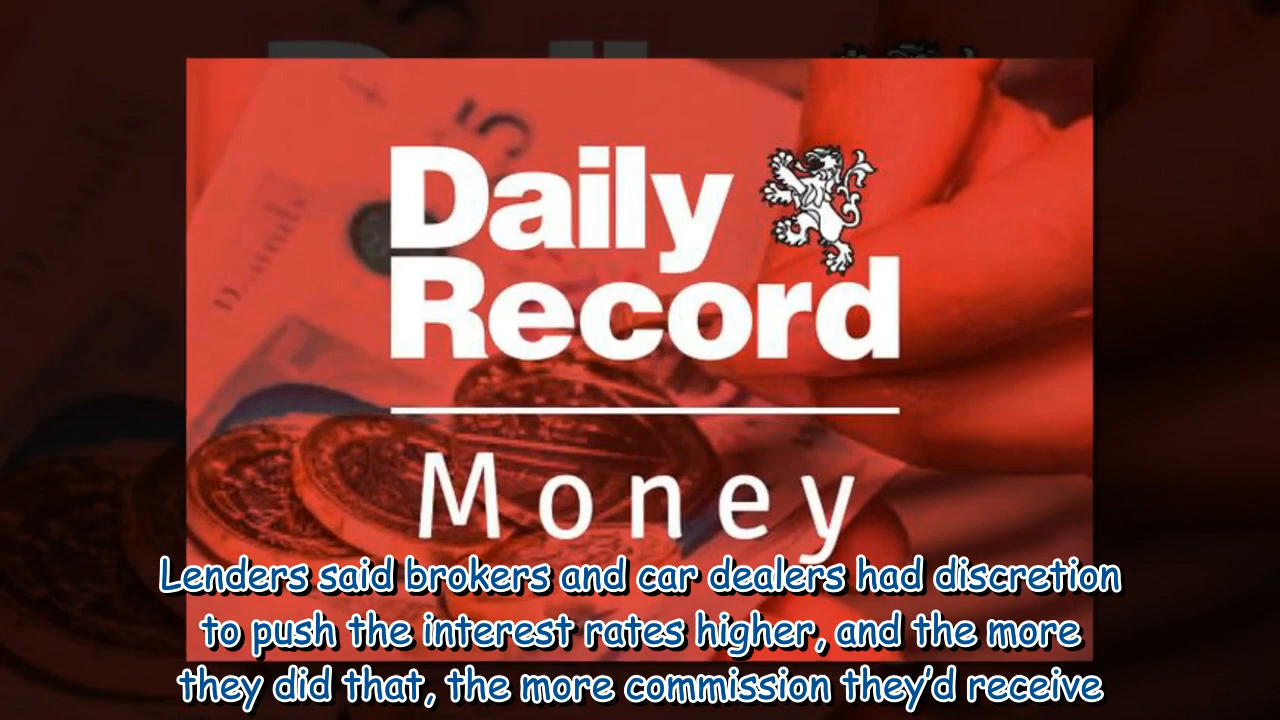 Daily
Record
Money
Lenders said brokers and car dealers had discretion
to push the interest rates higher, and the more
they did that, the more commission they'd receive